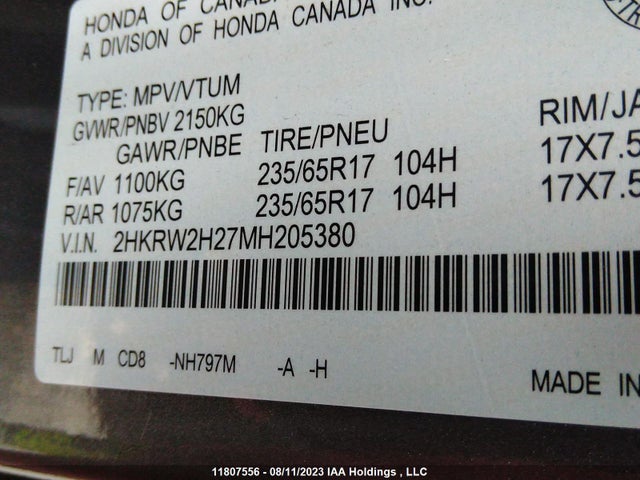 HONDA OF CANADA
A DIVISION OF HONDA CANADA INC.
TYPE: MPV/VTUM
GVWR/PNBV 2150KG
GAWR/PNBE TIRE/PNEU RIM/JA
F/AV 1100KG 235/65R17 104H 17X7.5
R/AR 1075KG 235/65R17 104H 17X7.5
V.I.N. 2HKRW2H27MH205380
TLJ M CD8 -NH797M -A -H
MADE IN
11807556 - 08/11/2023 IAA Holdings , LLC